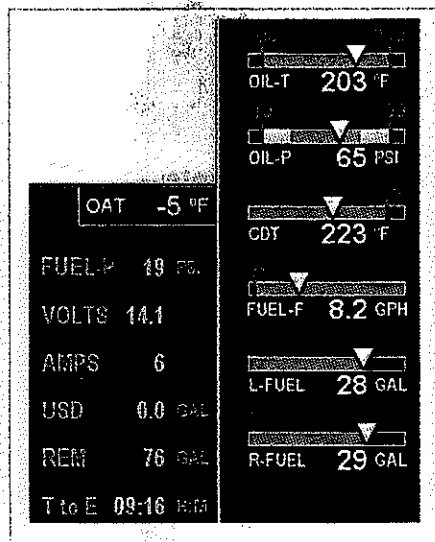 OIL-T 203 °F
OIL-P 65 PSI
CDT 223 °F
FUEL-F 8.2 GPH
L-FUEL 28 GAL
R-FUEL 29 GAL
OAT -5 °F
FUEL-P 19
VOLTS 14.1
AMPS 6
USD 0.0 GAL
REM 76 GAL
T to E 09:16 H:M